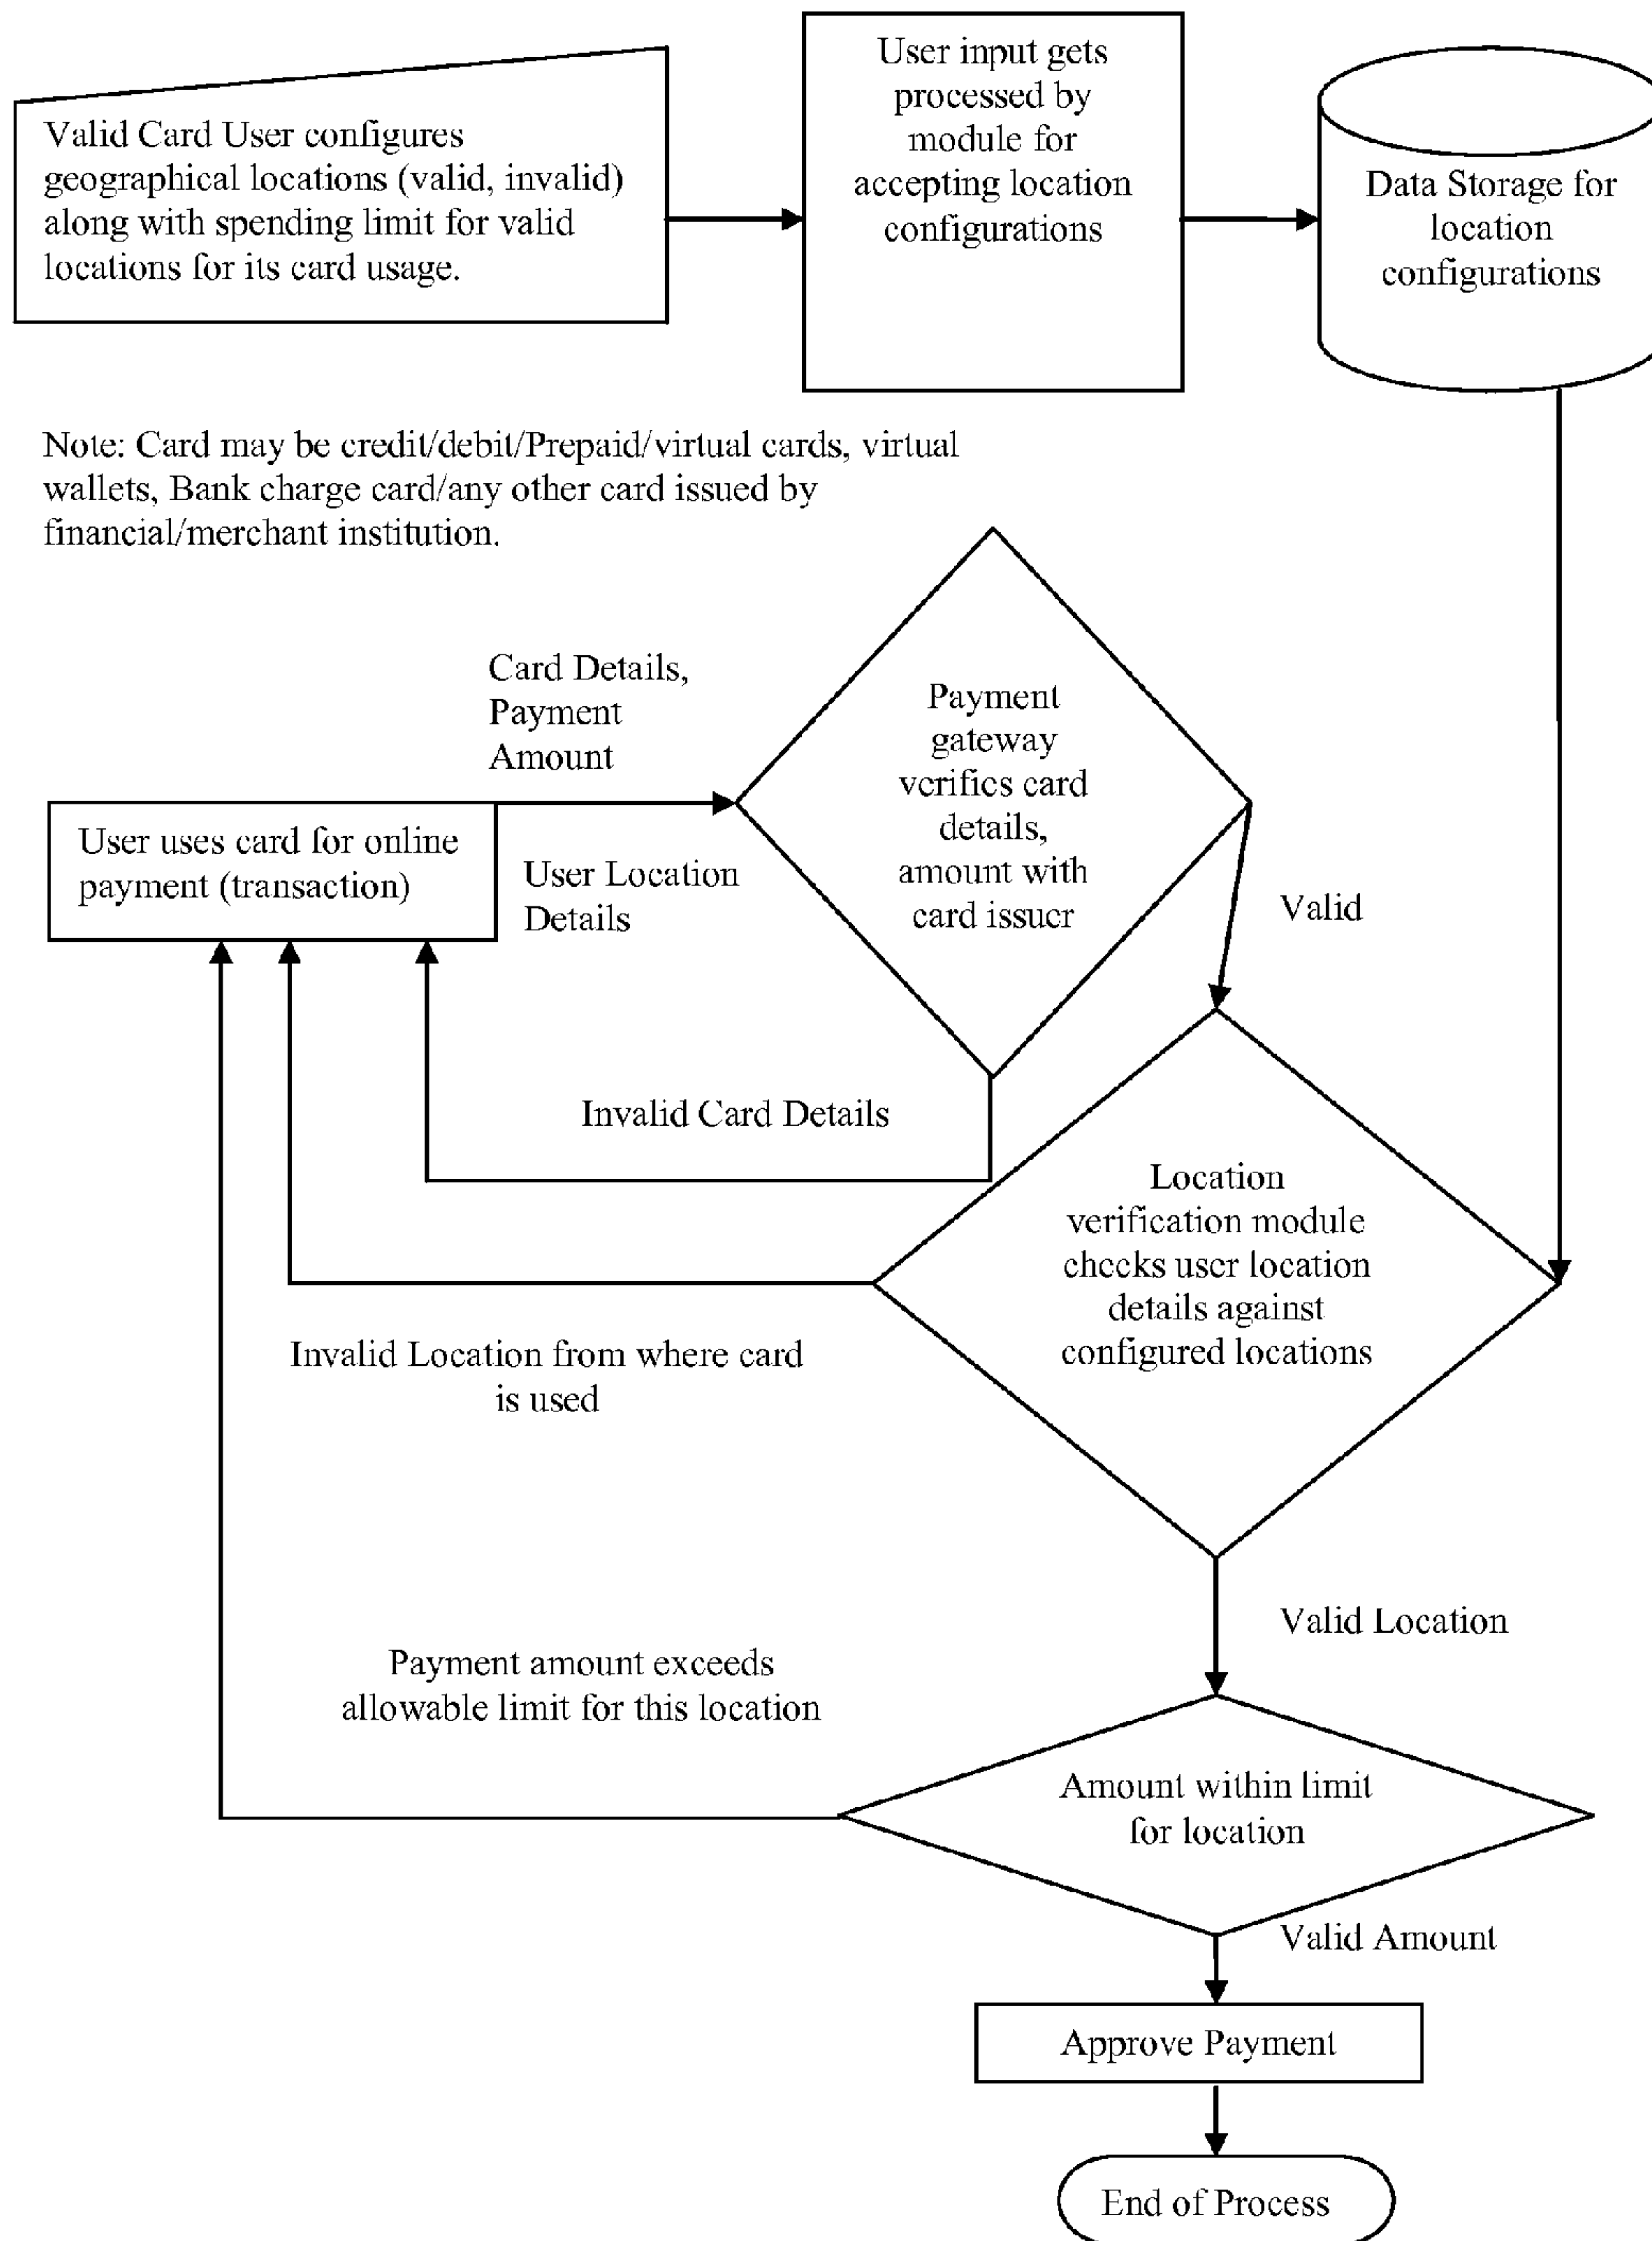 Valid Card User configures
geographical locations (valid, invalid)
along with spending limit for valid
locations for its card usage.
User input gets
processed by
module for
accepting location
configurations
Data Storage for
location
configurations
Note: Card may be credit/debit/Prepaid/virtual cards, virtual
wallets, Bank charge card/any other card issued by
financial/merchant institution.
Card Details,
Payment
Amount
Payment
gateway
verifies card
details,
amount with
card issuer
User uses card for online
payment (transaction)
User Location
Details
Valid
Invalid Card Details
Location
verification module
checks user location
details against
configured locations
Invalid Location from where card
is used
Valid Location
Payment amount exceeds
allowable limit for this location
Amount within limit
for location
Valid Amount
Approve Payment
End of Process